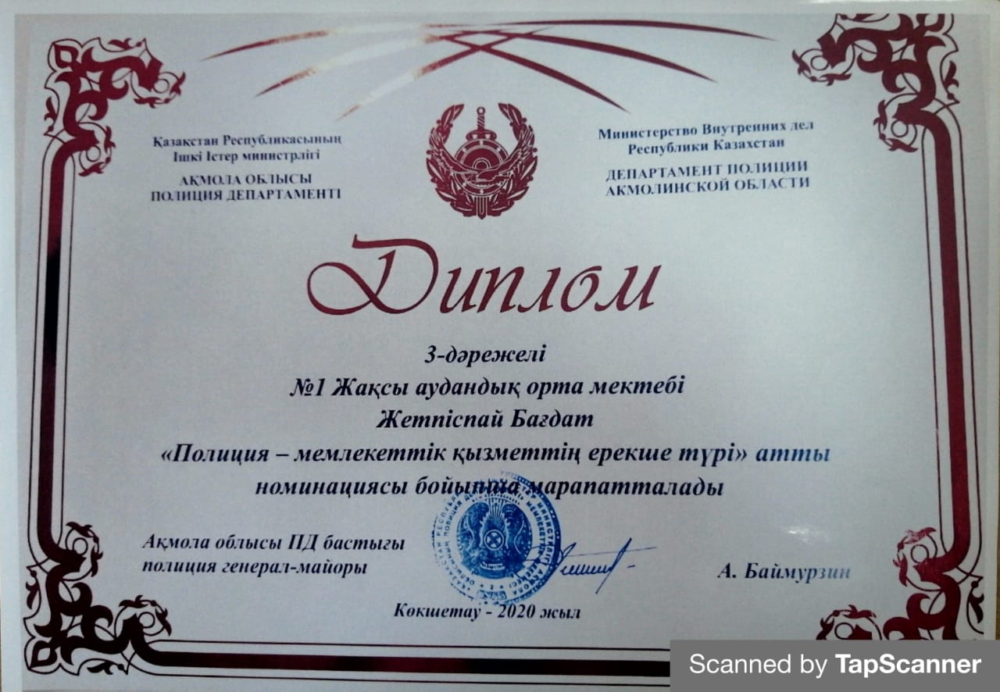 Қазақстан Республикасының
Ішкі Істер министрлігі
АҚМОЛА ОБЛЫСЫ
ПОЛИЦИЯ ДЕПАРТАМЕНТІ
Министерство Внутренних дел
Республики Казахстан
ДЕПАРТАМЕНТ ПОЛИЦИИ
АКМОЛИНСКОЙ ОБЛАСТИ
Диплом
3-дәрежелі
№1 Жақсы аудандық орта мектебі
Жетпіспай Бағдат
«Полиция – мемлекеттік қызметтің ерекше түрі» атты
номинациясы бойынша марапатталады
Ақмола облысы ПД бастығы
полиция генерал-майоры
А. Баймурзин
Көкшетау - 2020 жыл
Scanned by TapScanner